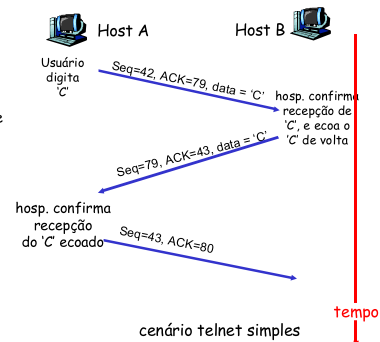 Host A
Host B
Usuário
digita
'C'
Seq=42, ACK=79, data = 'C'
hosp. confirma
recepção de
'C', e ecoa o
'C' de volta
e
Seq=79, ACK=43, data = 'C'
hosp. confirma
recepção
do 'C' ecoado
Seq=43, ACK=80
tempo
cenário telnet simples